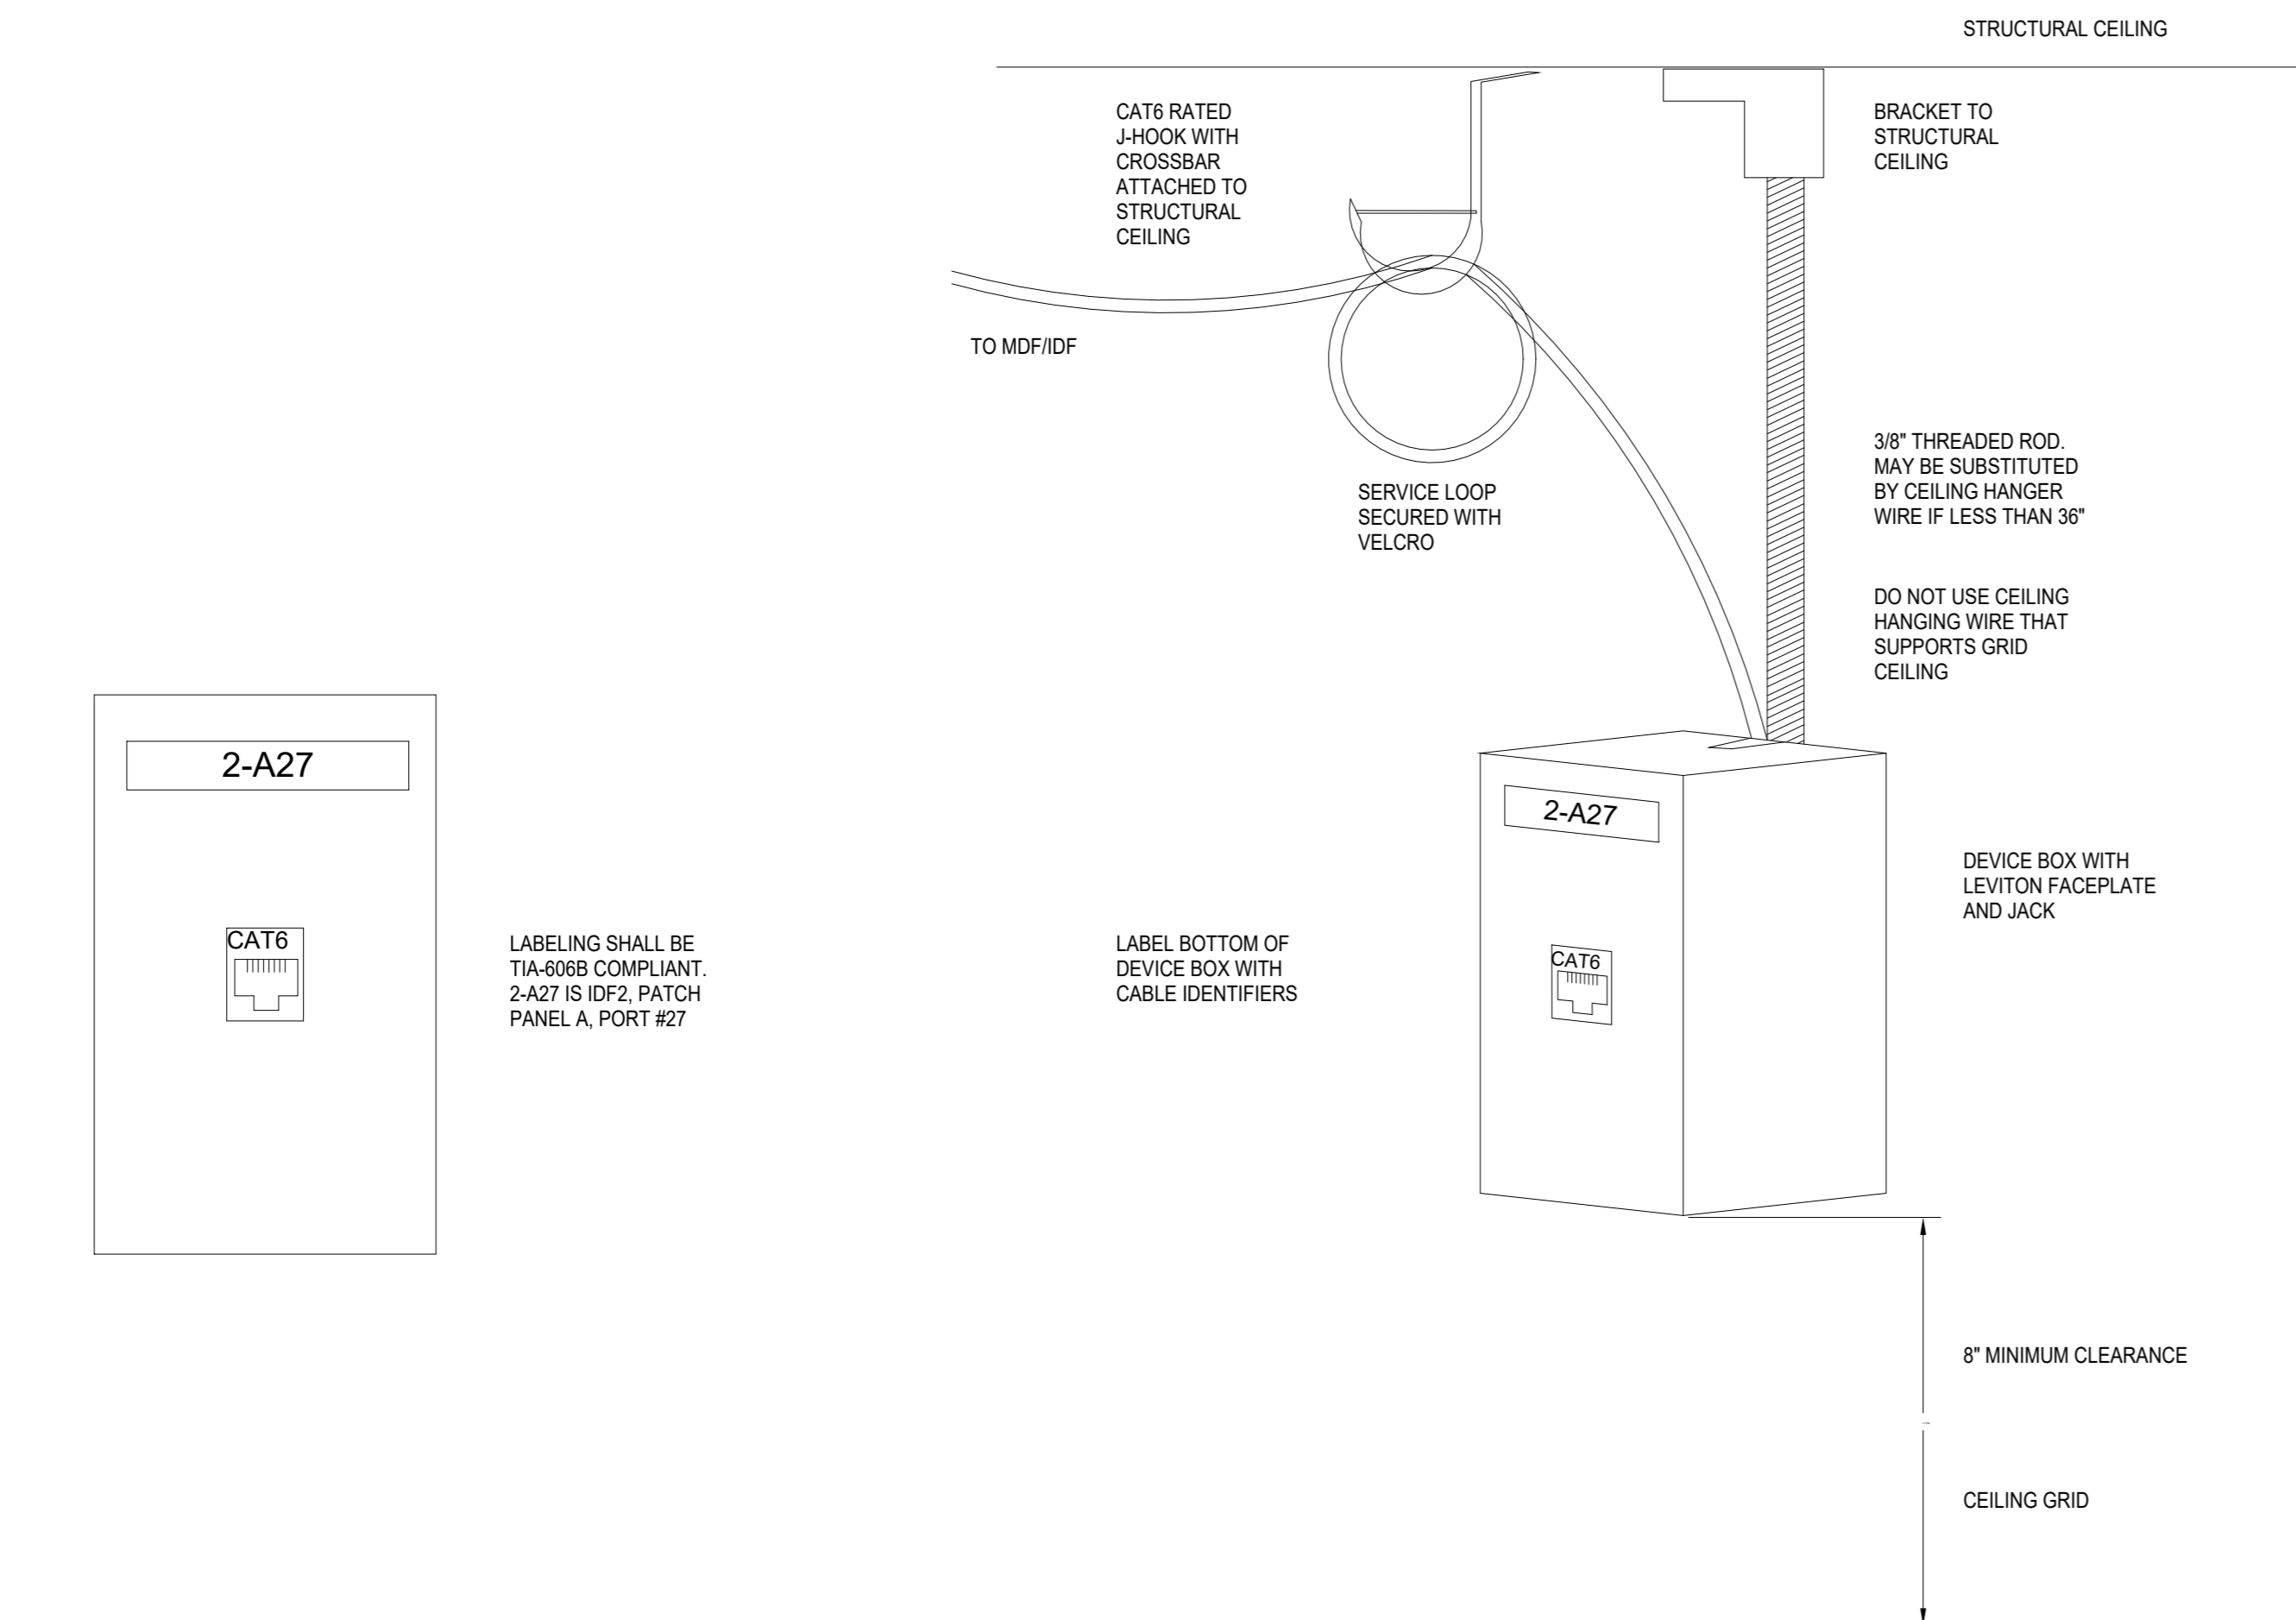 STRUCTURAL CEILING
CAT6 RATED
J-HOOK WITH
CROSSBAR
ATTACHED TO
STRUCTURAL
CEILING
BRACKET TO
STRUCTURAL
CEILING
TO MDF/IDF
3/8" THREADED ROD.
MAY BE SUBSTITUTED
BY CEILING HANGER
WIRE IF LESS THAN 36"
SERVICE LOOP
SECURED WITH
VELCRO
DO NOT USE CEILING
HANGING WIRE THAT
SUPPORTS GRID
CEILING
2-A27
CAT6
LABELING SHALL BE
TIA-606B COMPLIANT.
2-A27 IS IDF2, PATCH
PANEL A, PORT #27
LABEL BOTTOM OF
DEVICE BOX WITH
CABLE IDENTIFIERS
2-A27
CAT6
DEVICE BOX WITH
LEVITON FACEPLATE
AND JACK
8" MINIMUM CLEARANCE
CEILING GRID